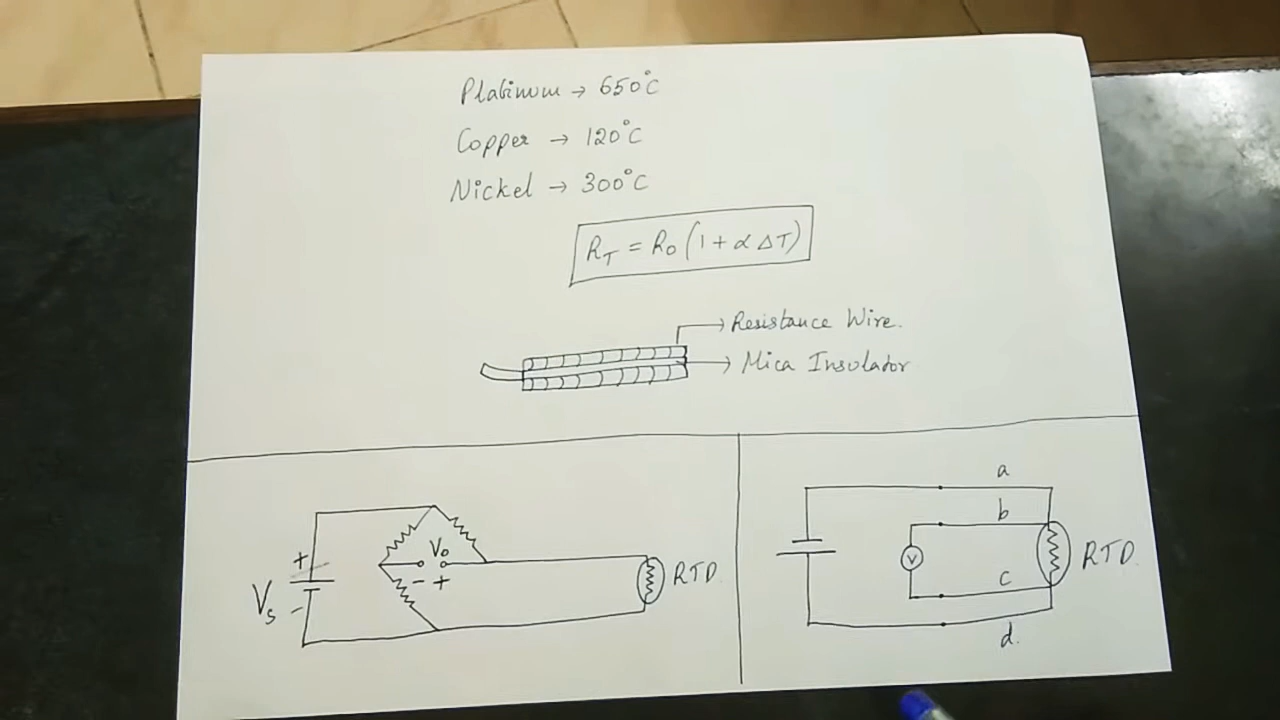 Platinum → 650°C
Copper → 120°C
Nickel → 300°C
R_T = R_0 (1 + α ΔT)
Resistance Wire.
Mica Insulator
V_s
+
-
V_o
- +
RTD
a
b
V
c
d.
RTD